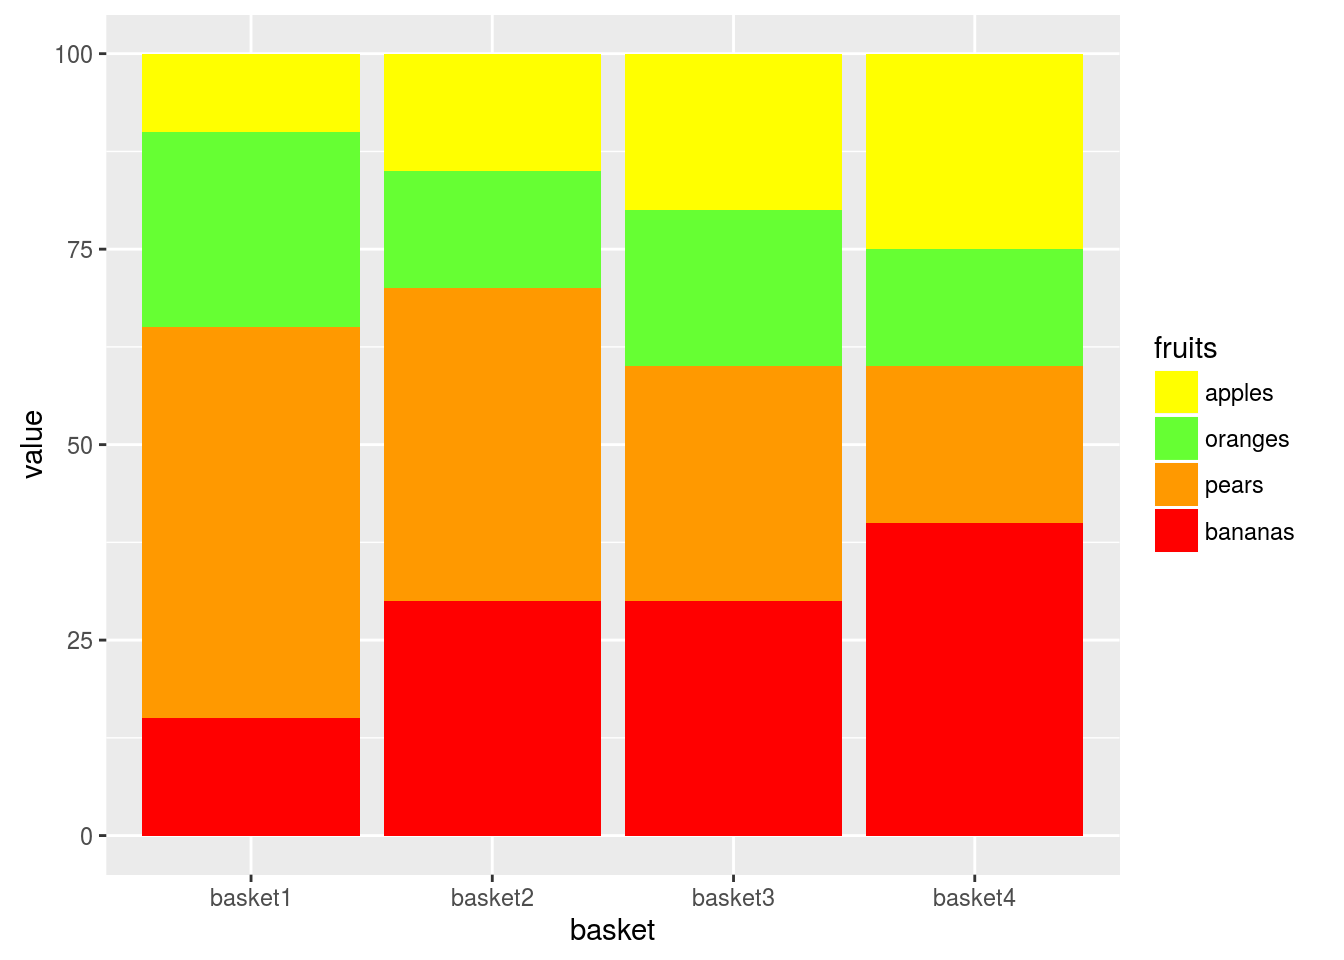 100
75
50
25
0
value
basket1 basket2 basket3 basket4
basket
fruits
apples
oranges
pears
bananas